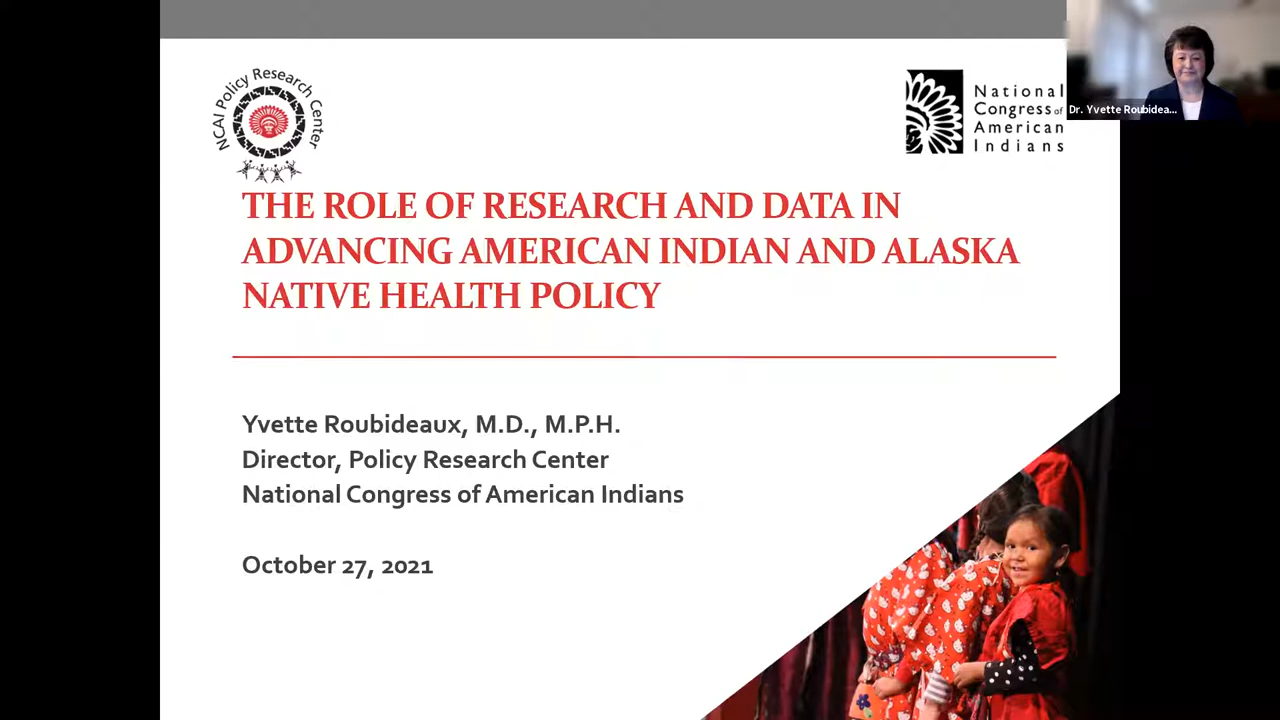 NCAI Policy Research Center
National
Congress of
American
Indians
Dr. Yvette Roubidea...
THE ROLE OF RESEARCH AND DATA IN
ADVANCING AMERICAN INDIAN AND ALASKA
NATIVE HEALTH POLICY
Yvette Roubideaux, M.D., M.P.H.
Director, Policy Research Center
National Congress of American Indians
October 27, 2021